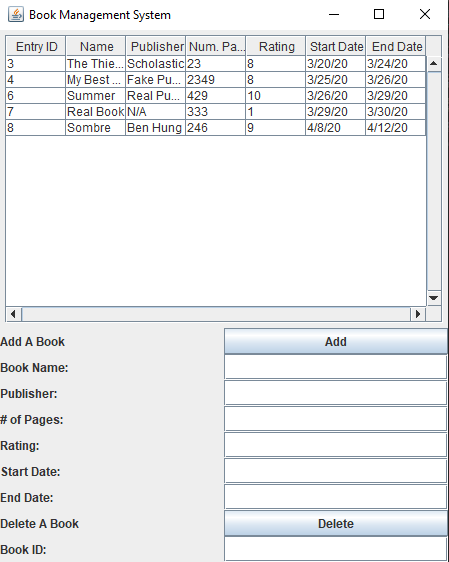 Book Management System
Entry ID Name Publisher Num. Pa... Rating Start Date End Date
3 The Thie... Scholastic 23 8 3/20/20 3/24/20
4 My Best ... Fake Pu... 2349 8 3/25/20 3/26/20
6 Summer Real Pu... 429 10 3/26/20 3/29/20
7 Real Book N/A 333 1 3/29/20 3/30/20
8 Sombre Ben Hung 246 9 4/8/20 4/12/20
Add A Book Add
Book Name:
Publisher:
# of Pages:
Rating:
Start Date:
End Date:
Delete A Book Delete
Book ID: